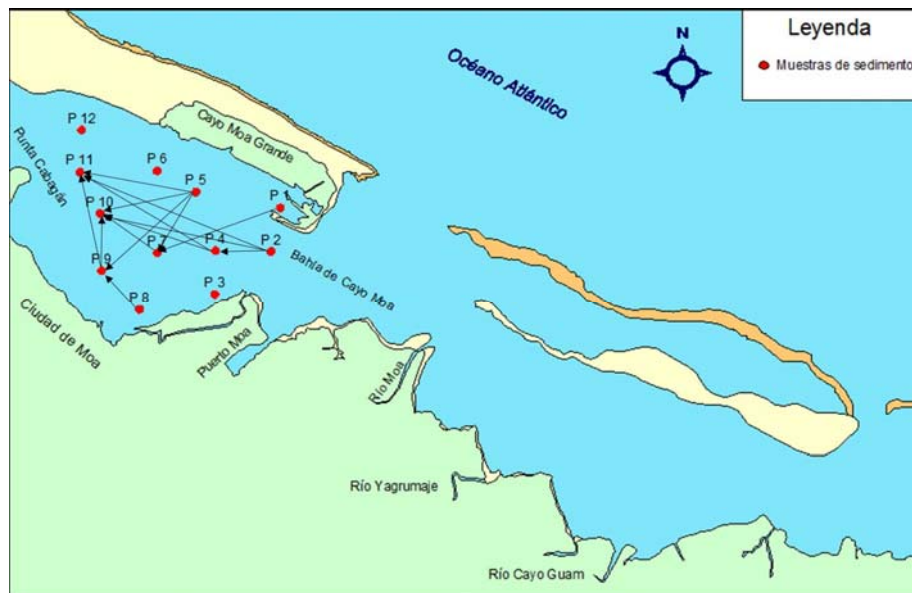 Leyenda
Muestras de sedimento
N
Océano Atlántico
Cayo Moa Grande
Punta Cabagán
P 12
P 11
P 6
P 5
P 10
P 1
P 7
P 4
P 2
P 9
P 8
P 3
Bahía de Cayo Moa
Ciudad de Moa
Puerto Moa
Río Moa
Río Yagrumaje
Río Cayo Guam